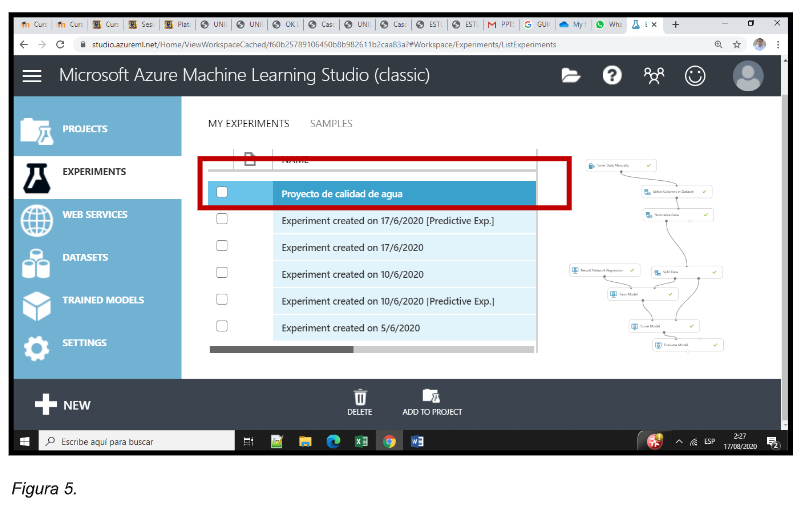 Cur
Cur
Cur
Ses
Plat
UNI
UNI
OK
Cas
UNI
Cas
EST
EST
PPT
GUI
My
Wha
E
studio.azureml.net/Home/ViewWorkspaceCached/f60b25789106450b8b982611b2caa83a?#Workspace/Experiments/ListExperiments
Microsoft Azure Machine Learning Studio (classic)
PROJECTS
EXPERIMENTS
WEB SERVICES
DATASETS
TRAINED MODELS
SETTINGS
MY EXPERIMENTS
SAMPLES
NAME
Proyecto de calidad de agua
Experiment created on 17/6/2020 [Predictive Exp.]
Experiment created on 17/6/2020
Experiment created on 10/6/2020
Experiment created on 10/6/2020 [Predictive Exp.]
Experiment created on 5/6/2020
Enter Data Manually
Select Columns in Dataset
Normalize Data
Neural Network Regression
Split Data
Train Model
Score Model
Evaluate Model
NEW
DELETE
ADD TO PROJECT
Escribe aquí para buscar
ESP
2:27
17/08/2020
2
Figura 5.